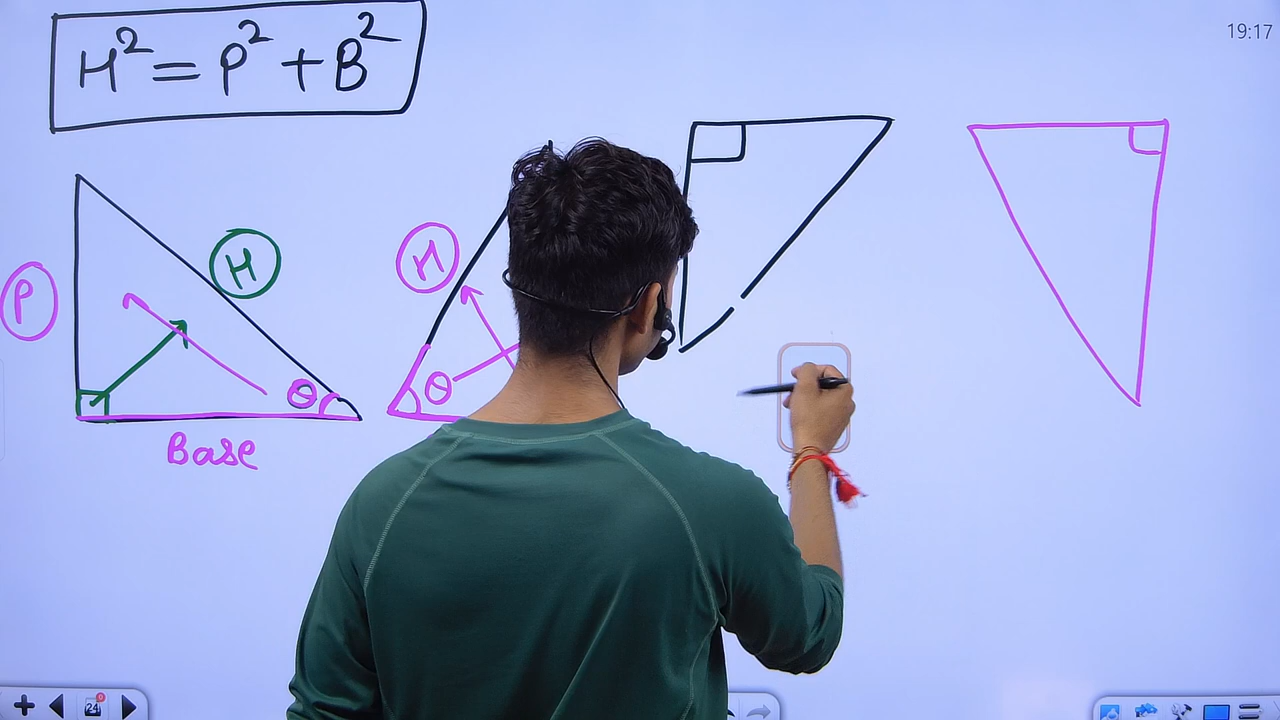 19:17
H² = P² + B²
P
H
θ
Base
H
θ
24